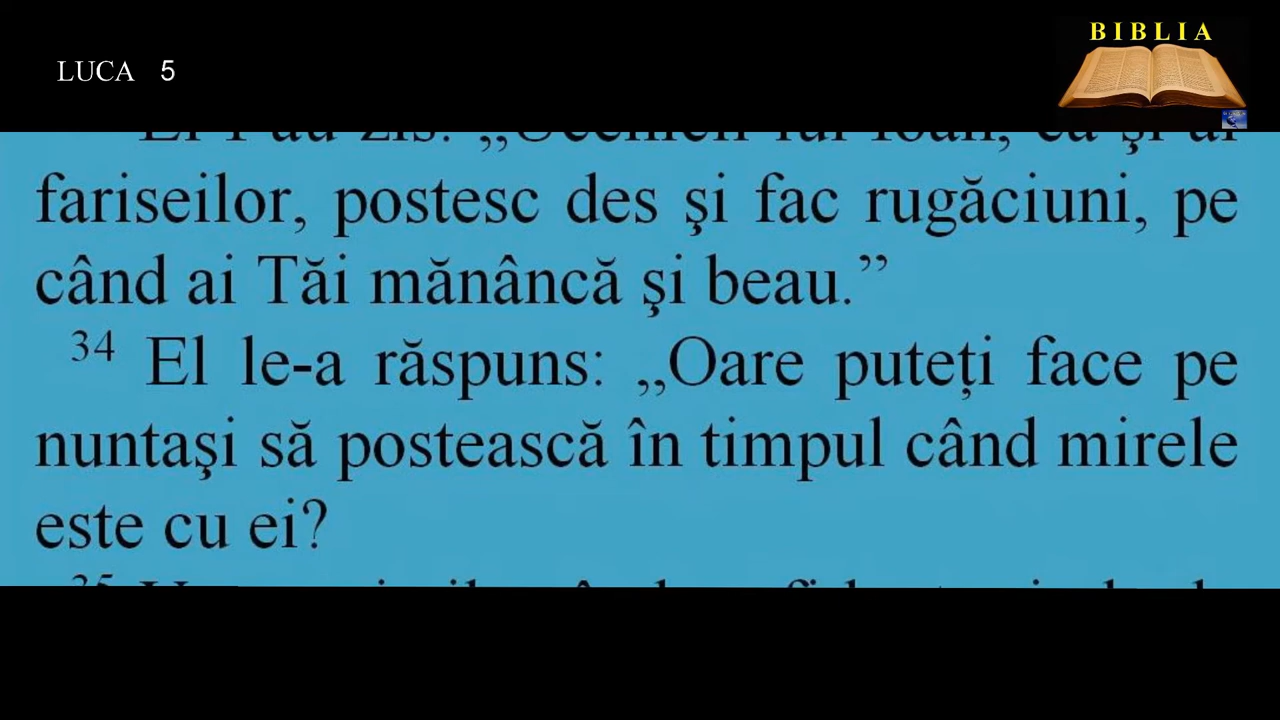 BIBLIA
LUCA 5
fariseilor, postesc des şi fac rugăciuni, pe
când ai Tăi mănâncă şi beau.”
34 El le-a răspuns: „Oare puteți face pe
nuntaşi să postească în timpul când mirele
este cu ei?